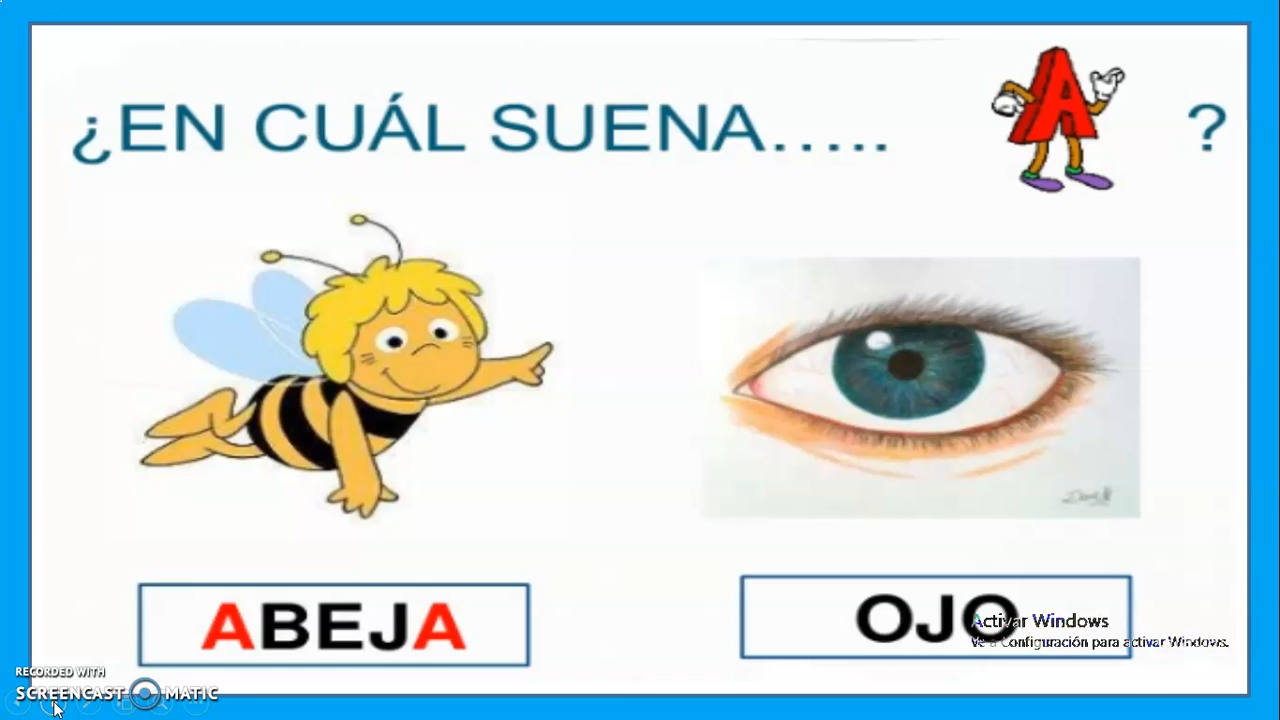 ¿EN CUÁL SUENA..... A ?
ABEJA
OJO
Activar Windows
Ve a Configuración para activar Windows.
RECORDED WITH
SCREENCAST MATIC